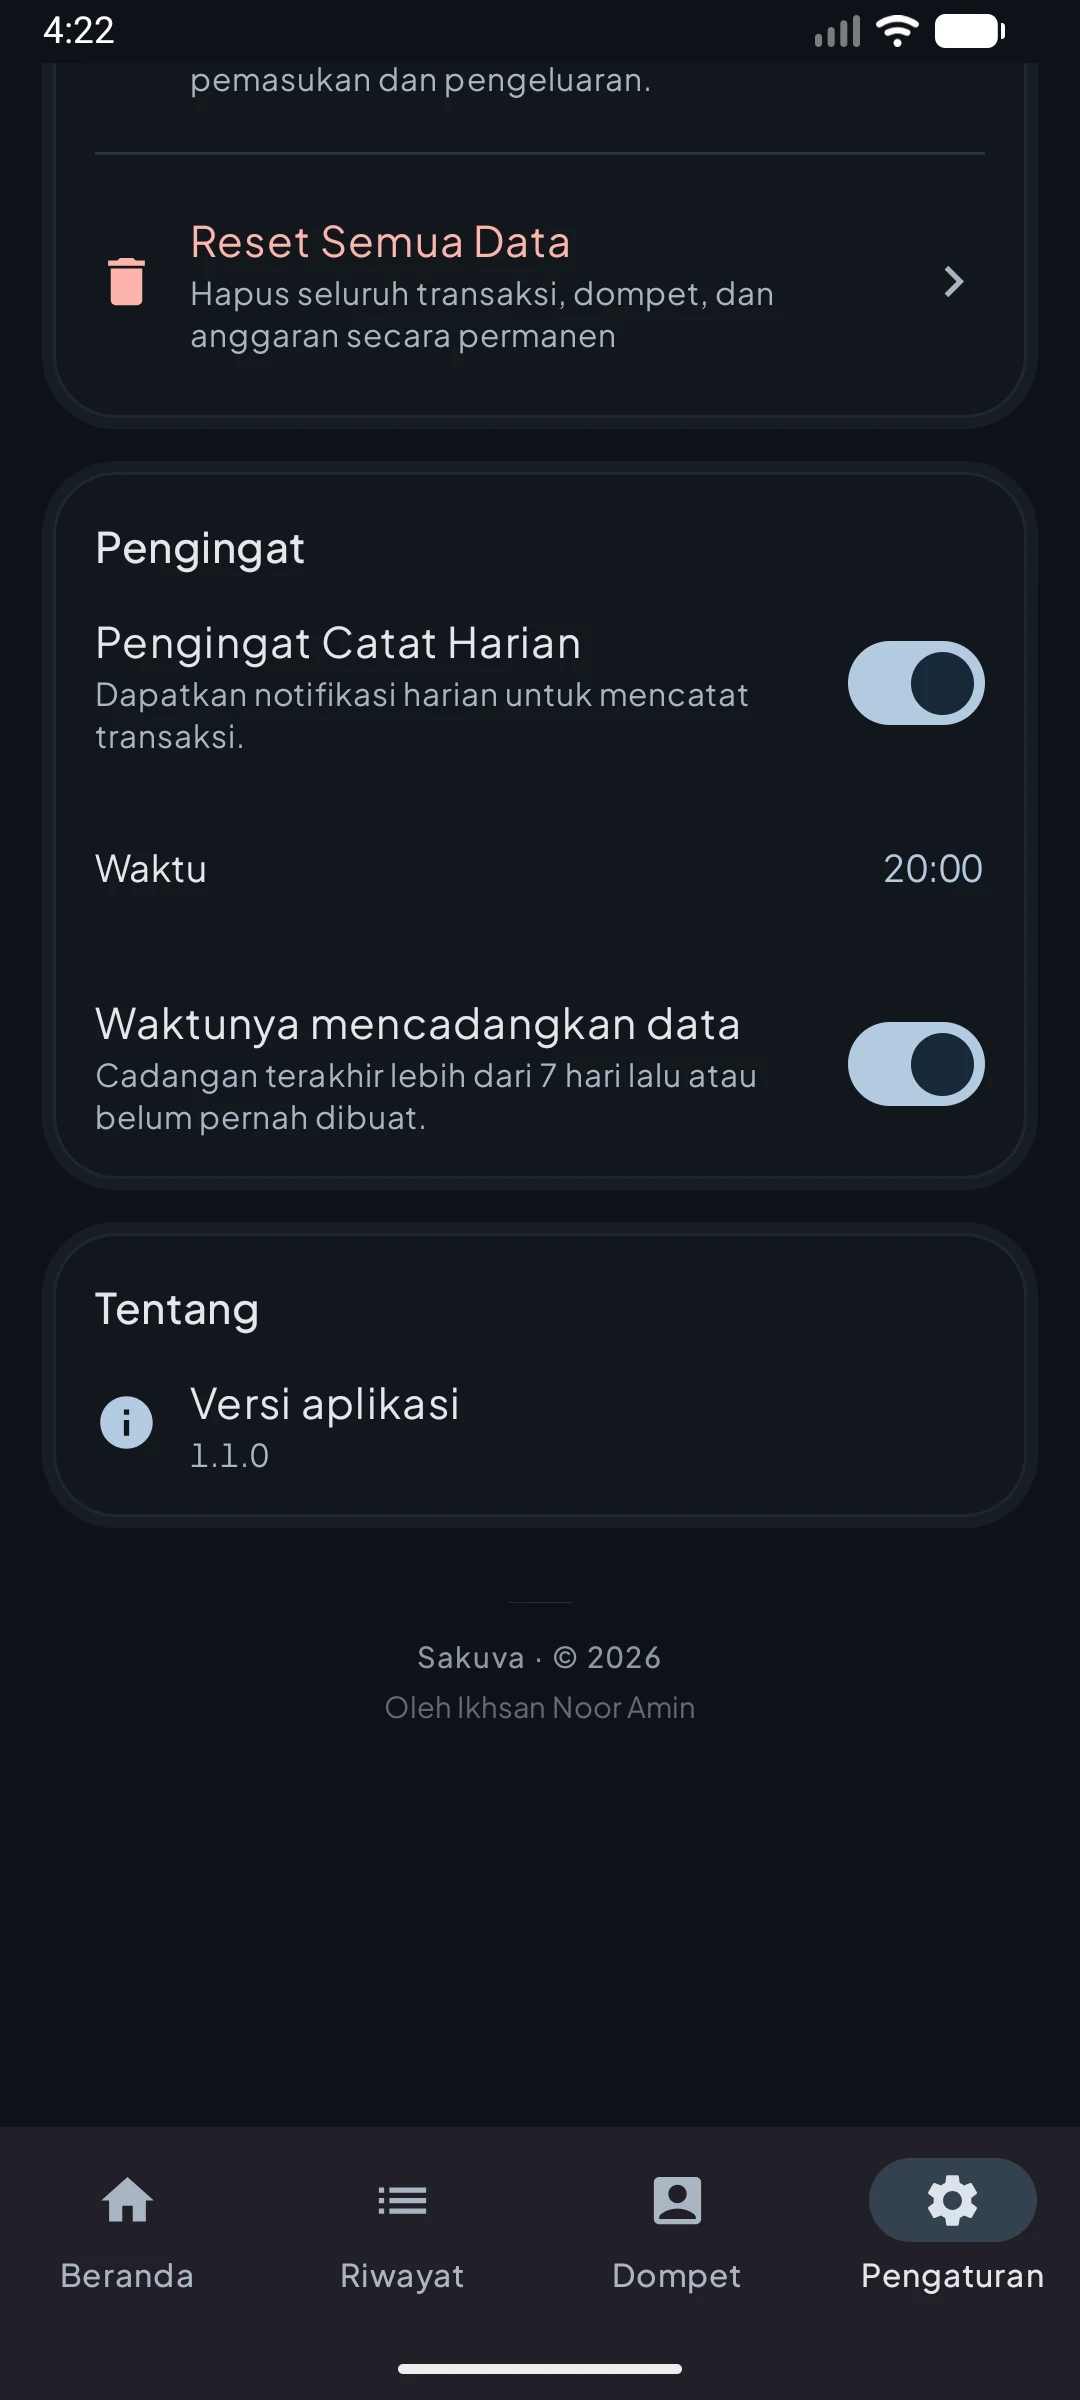 4:22
pemasukan dan pengeluaran.
Reset Semua Data
Hapus seluruh transaksi, dompet, dan
anggaran secara permanen
Pengingat
Pengingat Catat Harian
Dapatkan notifikasi harian untuk mencatat
transaksi.
Waktu
20:00
Waktunya mencadangkan data
Cadangan terakhir lebih dari 7 hari lalu atau
belum pernah dibuat.
Tentang
Versi aplikasi
1.1.0
Sakuva · © 2026
Oleh Ikhsan Noor Amin
Beranda
Riwayat
Dompet
Pengaturan